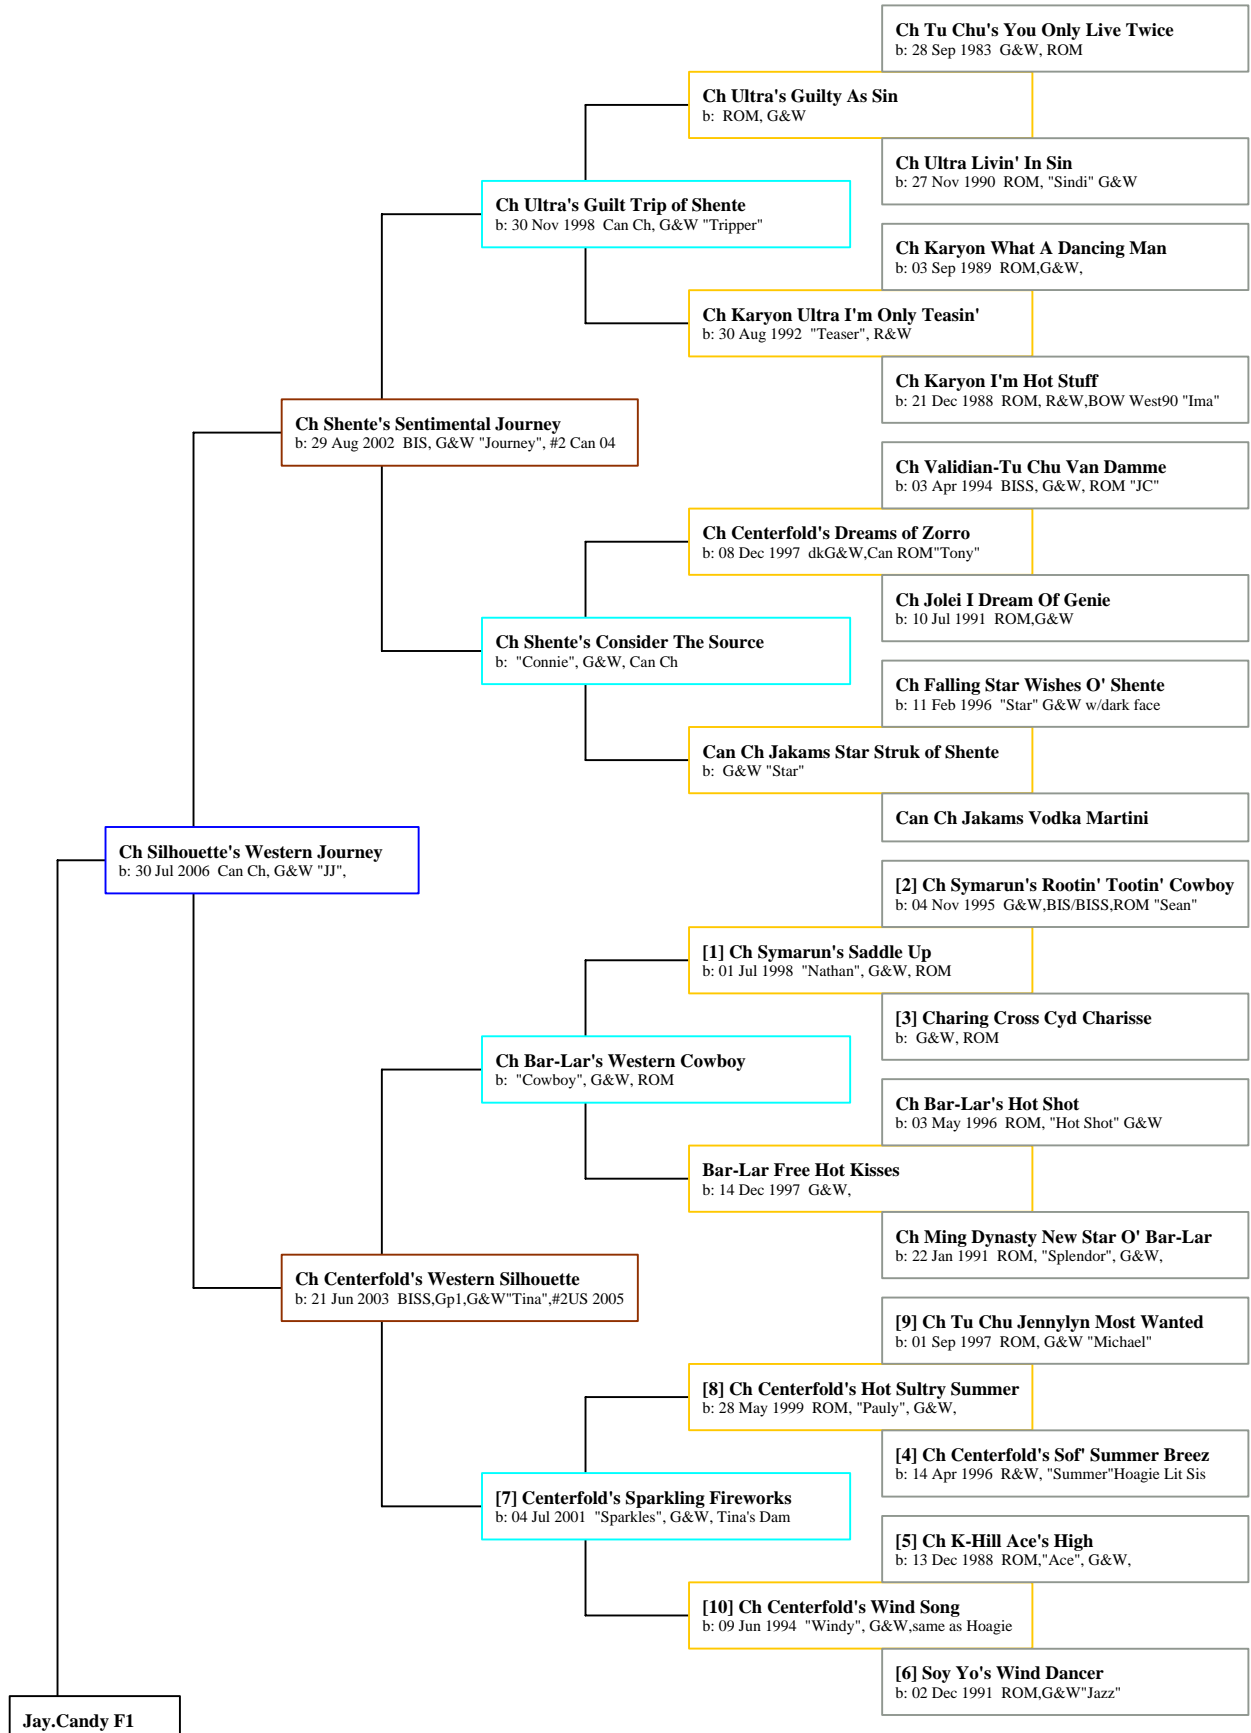 Ch Tu Chu's You Only Live Twice
b: 28 Sep 1983 G&W, ROM
Ch Ultra's Guilty As Sin
b: ROM, G&W
Ch Ultra Livin' In Sin
b: 27 Nov 1990 ROM, "Sindi" G&W
Ch Ultra's Guilt Trip of Shente
b: 30 Nov 1998 Can Ch, G&W "Tripper"
Ch Karyon What A Dancing Man
b: 03 Sep 1989 ROM,G&W,
Ch Karyon Ultra I'm Only Teasin'
b: 30 Aug 1992 "Teaser", R&W
Ch Karyon I'm Hot Stuff
b: 21 Dec 1988 ROM, R&W,BOW West90 "Ima"
Ch Shente's Sentimental Journey
b: 29 Aug 2002 BIS, G&W "Journey", #2 Can 04
Ch Validian-Tu Chu Van Damme
b: 03 Apr 1994 BISS, G&W, ROM "JC"
Ch Centerfold's Dreams of Zorro
b: 08 Dec 1997 dkG&W,Can ROM"Tony"
Ch Jolei I Dream Of Genie
b: 10 Jul 1991 ROM,G&W
Ch Shente's Consider The Source
b: "Connie", G&W, Can Ch
Ch Falling Star Wishes O' Shente
b: 11 Feb 1996 "Star" G&W w/dark face
Can Ch Jakams Star Struk of Shente
b: G&W "Star"
Can Ch Jakams Vodka Martini
Ch Silhouette's Western Journey
b: 30 Jul 2006 Can Ch, G&W "JJ",
[2] Ch Symarun's Rootin' Tootin' Cowboy
b: 04 Nov 1995 G&W,BIS/BISS,ROM "Sean"
[1] Ch Symarun's Saddle Up
b: 01 Jul 1998 "Nathan", G&W, ROM
[3] Charing Cross Cyd Charisse
b: G&W, ROM
Ch Bar-Lar's Western Cowboy
b: "Cowboy", G&W, ROM
Ch Bar-Lar's Hot Shot
b: 03 May 1996 ROM, "Hot Shot" G&W
Bar-Lar Free Hot Kisses
b: 14 Dec 1997 G&W,
Ch Ming Dynasty New Star O' Bar-Lar
b: 22 Jan 1991 ROM, "Splendor", G&W,
Ch Centerfold's Western Silhouette
b: 21 Jun 2003 BISS,Gp1,G&W"Tina",#2US 2005
[9] Ch Tu Chu Jennylyn Most Wanted
b: 01 Sep 1997 ROM, G&W "Michael"
[8] Ch Centerfold's Hot Sultry Summer
b: 28 May 1999 ROM, "Pauly", G&W,
[4] Ch Centerfold's Sof' Summer Breez
b: 14 Apr 1996 R&W, "Summer"Hoagie Lit Sis
[7] Centerfold's Sparkling Fireworks
b: 04 Jul 2001 "Sparkles", G&W, Tina's Dam
[5] Ch K-Hill Ace's High
b: 13 Dec 1988 ROM,"Ace", G&W,
[10] Ch Centerfold's Wind Song
b: 09 Jun 1994 "Windy", G&W,same as Hoagie
[6] Soy Yo's Wind Dancer
b: 02 Dec 1991 ROM,G&W"Jazz"
Jay.Candy F1